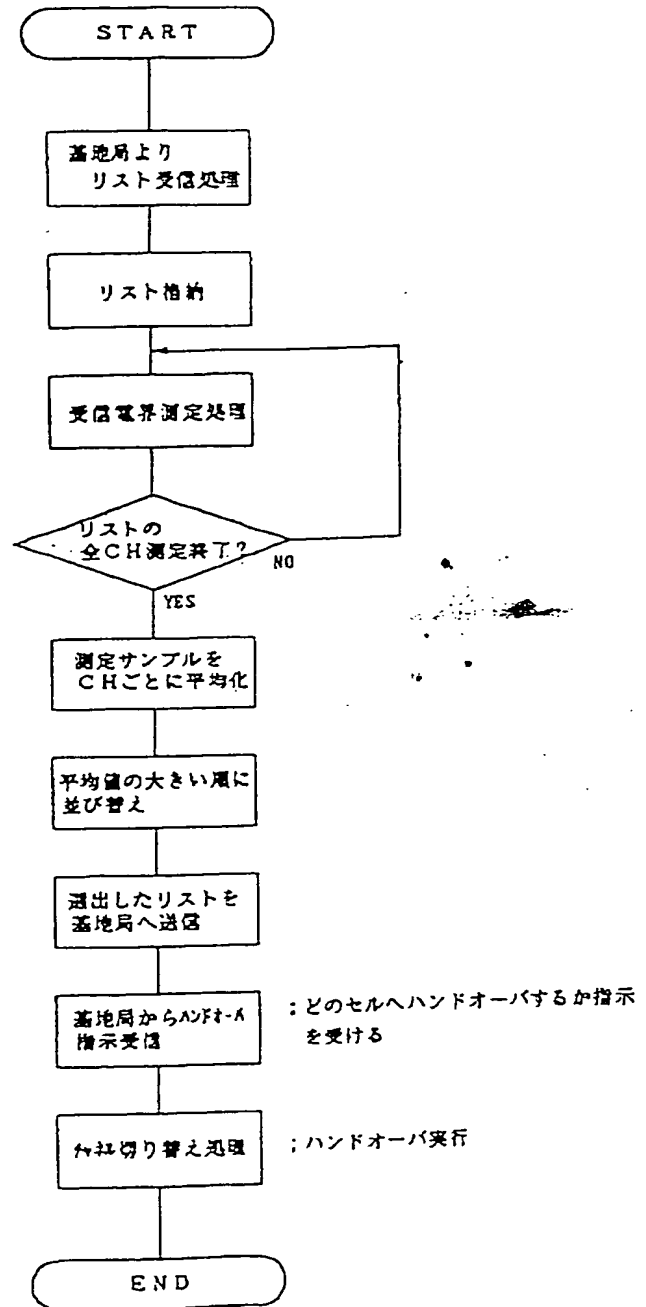 START
基地局より
リスト受信処理
リスト格納
受信電界測定処理
リストの
全CH測定終了?
NO
YES
測定サンプルを
CHごとに平均化
平均値の大きい順に
並び替え
選出したリストを
基地局へ送信
基地局からハンドオーバ
指示受信
;どのセルへハンドオーバするか指示
を受ける
チャネル切り替え処理
;ハンドオーバ実行
END